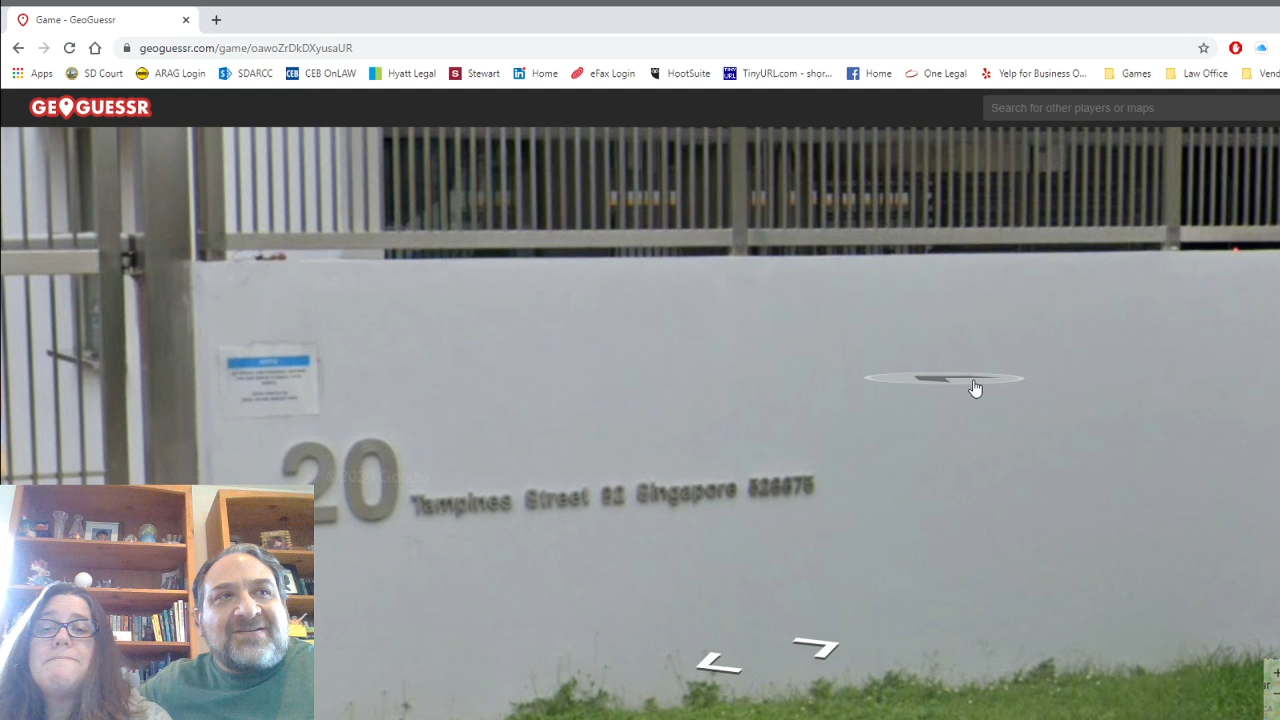 Game - GeoGuessr
geoguessr.com/game/oawoZrDkDXyusaUR
Apps SD Court ARAG Login SDARCC CEB OnLAW Hyatt Legal Stewart Home eFax Login HootSuite TinyURL.com - shor... Home One Legal Yelp for Business O... Games Law Office Vend
GEOGUESSR
Search for other players or maps
20 Tampines Street 92 Singapore